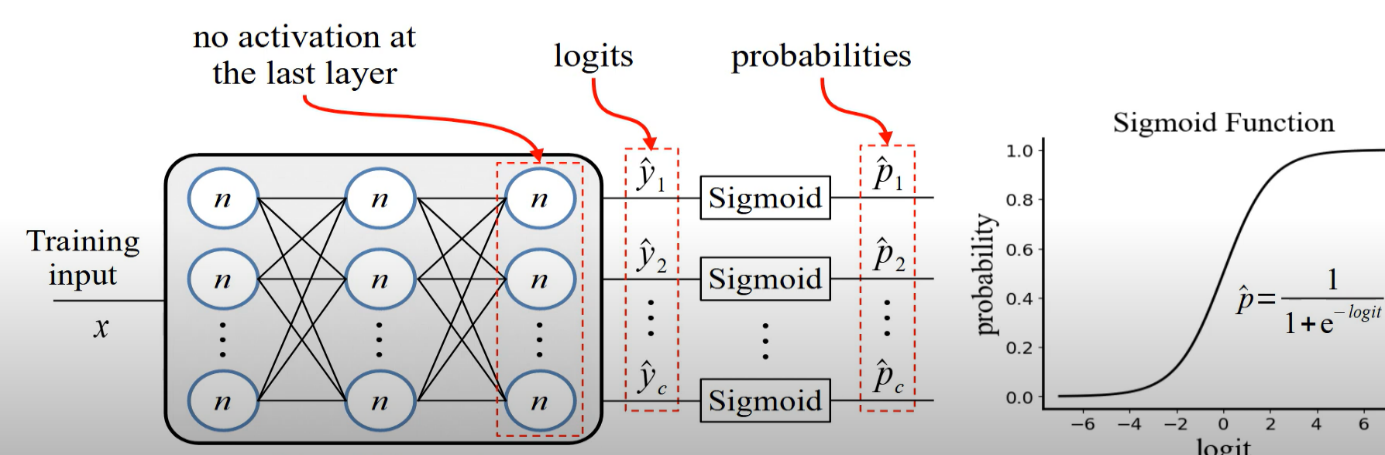 no activation at
the last layer
logits
probabilities
Training
input
x
n
n
n
n
n
n
n
n
n
ŷ₁
ŷ₂
ŷ_c
Sigmoid
Sigmoid
Sigmoid
p̂₁
p̂₂
p̂_c
Sigmoid Function
probability
1.0
0.8
0.6
0.4
0.2
0.0
p̂ = 1 / (1 + e^(-logit))
−6 −4 −2 0 2 4 6
logit